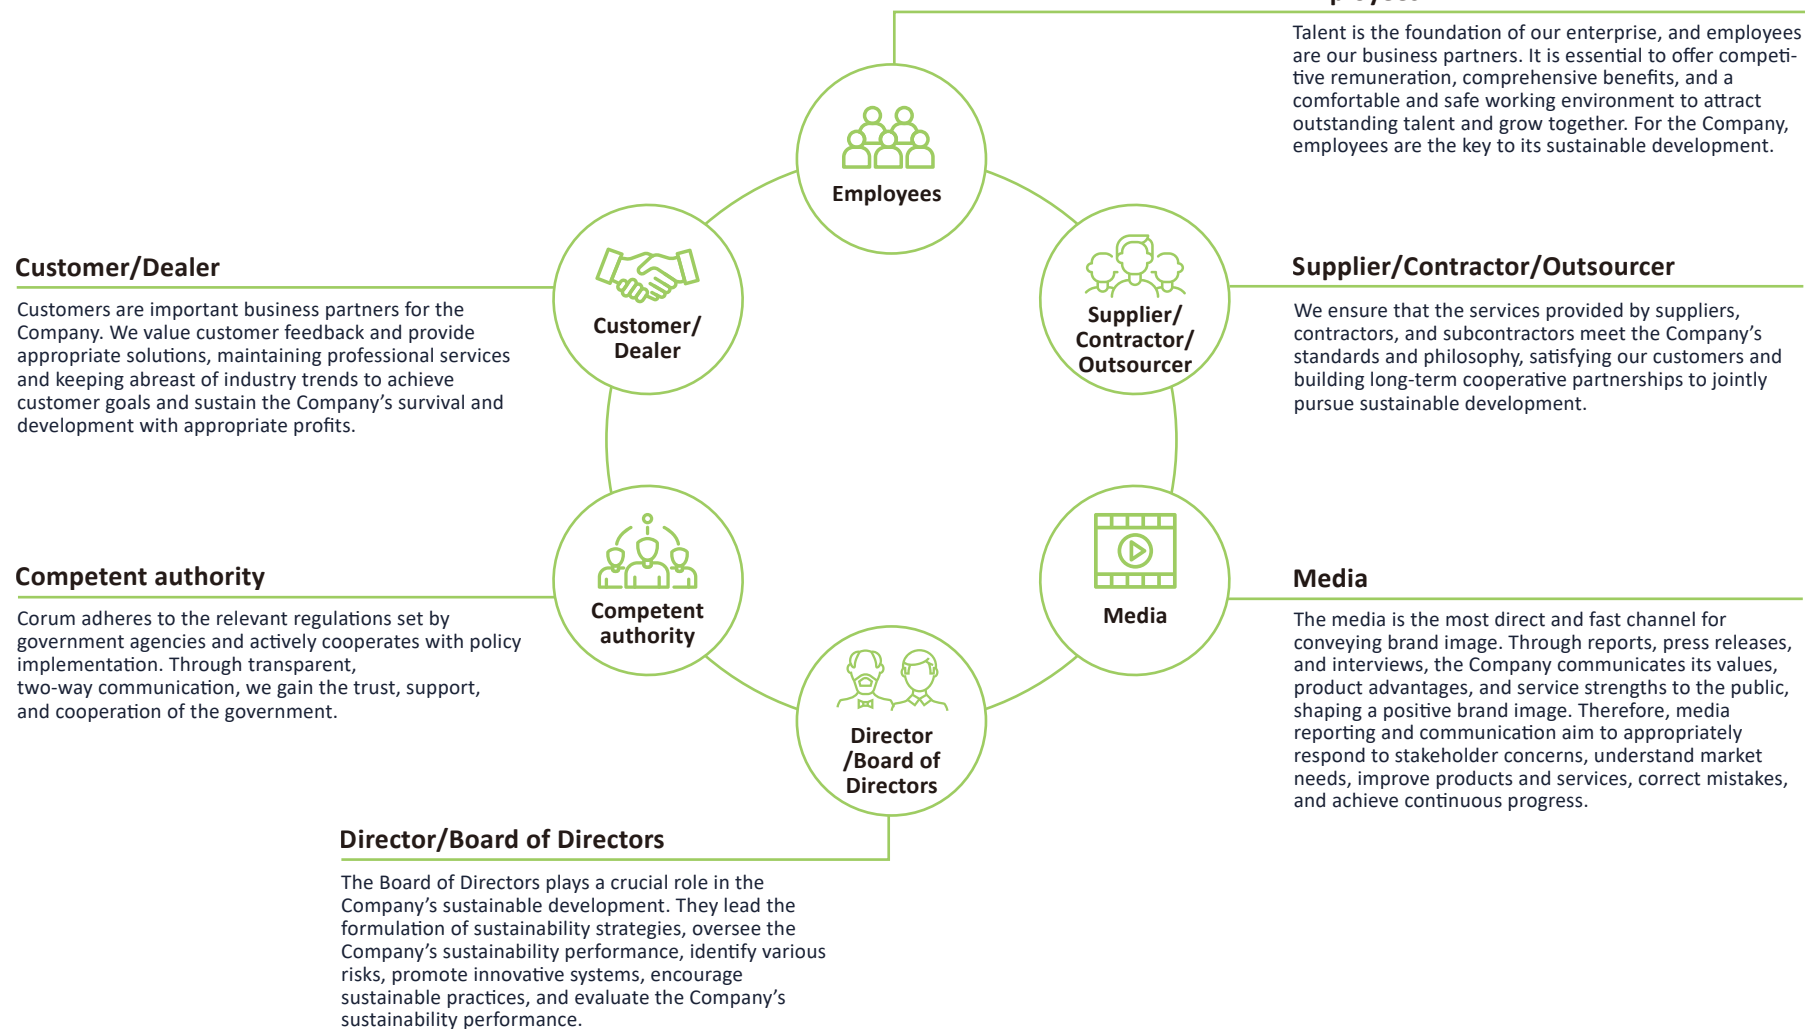 Talent is the foundation of our enterprise, and employees
are our business partners. It is essential to offer competi-
tive remuneration, comprehensive benefits, and a
comfortable and safe working environment to attract
outstanding talent and grow together. For the Company,
employees are the key to its sustainable development.
Employees
Customer/Dealer
Customers are important business partners for the
Company. We value customer feedback and provide
appropriate solutions, maintaining professional services
and keeping abreast of industry trends to achieve
customer goals and sustain the Company’s survival and
development with appropriate profits.
Customer/
Dealer
Supplier/
Contractor/
Outsourcer
Supplier/Contractor/Outsourcer
We ensure that the services provided by suppliers,
contractors, and subcontractors meet the Company’s
standards and philosophy, satisfying our customers and
building long-term cooperative partnerships to jointly
pursue sustainable development.
Competent authority
Corum adheres to the relevant regulations set by
government agencies and actively cooperates with policy
implementation. Through transparent,
two-way communication, we gain the trust, support,
and cooperation of the government.
Competent
authority
Media
Media
The media is the most direct and fast channel for
conveying brand image. Through reports, press releases,
and interviews, the Company communicates its values,
product advantages, and service strengths to the public,
shaping a positive brand image. Therefore, media
reporting and communication aim to appropriately
respond to stakeholder concerns, understand market
needs, improve products and services, correct mistakes,
and achieve continuous progress.
Director
/Board of
Directors
Director/Board of Directors
The Board of Directors plays a crucial role in the
Company’s sustainable development. They lead the
formulation of sustainability strategies, oversee the
Company’s sustainability performance, identify various
risks, promote innovative systems, encourage
sustainable practices, and evaluate the Company’s
sustainability performance.